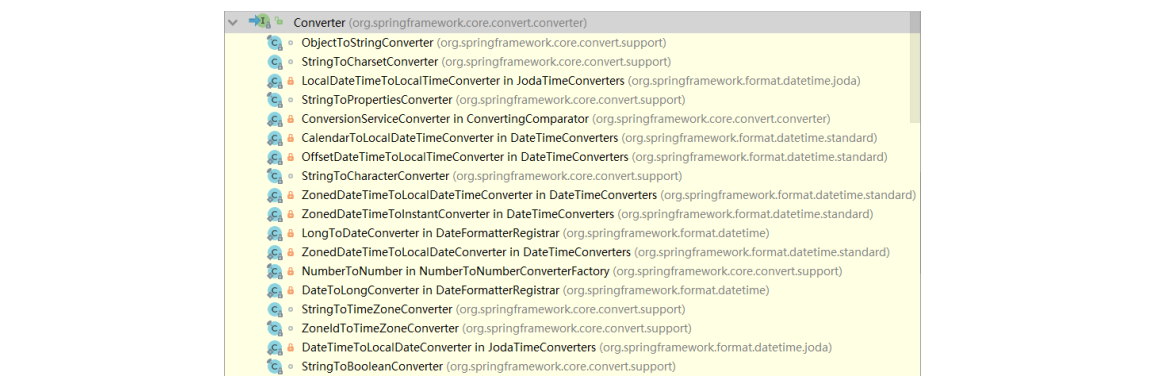 Converter (org.springframework.core.convert.converter)
ObjectToStringConverter (org.springframework.core.convert.support)
StringToCharsetConverter (org.springframework.core.convert.support)
LocalDateTimeToLocalTimeConverter in JodaTimeConverters (org.springframework.format.datetime.joda)
StringToPropertiesConverter (org.springframework.core.convert.support)
ConversionServiceConverter in ConvertingComparator (org.springframework.core.convert.converter)
CalendarToLocalDateTimeConverter in DateTimeConverters (org.springframework.format.datetime.standard)
OffsetDateTimeToLocalTimeConverter in DateTimeConverters (org.springframework.format.datetime.standard)
StringToCharacterConverter (org.springframework.core.convert.support)
ZonedDateTimeToLocalDateTimeConverter in DateTimeConverters (org.springframework.format.datetime.standard)
ZonedDateTimeToInstantConverter in DateTimeConverters (org.springframework.format.datetime.standard)
LongToDateConverter in DateFormatterRegistrar (org.springframework.format.datetime)
ZonedDateTimeToLocalDateConverter in DateTimeConverters (org.springframework.format.datetime.standard)
NumberToNumber in NumberToNumberConverterFactory (org.springframework.core.convert.support)
DateToLongConverter in DateFormatterRegistrar (org.springframework.format.datetime)
StringToTimeZoneConverter (org.springframework.core.convert.support)
ZoneIdToTimeZoneConverter (org.springframework.core.convert.support)
DateTimeToLocalDateConverter in JodaTimeConverters (org.springframework.format.datetime.joda)
StringToBooleanConverter (org.springframework.core.convert.support)